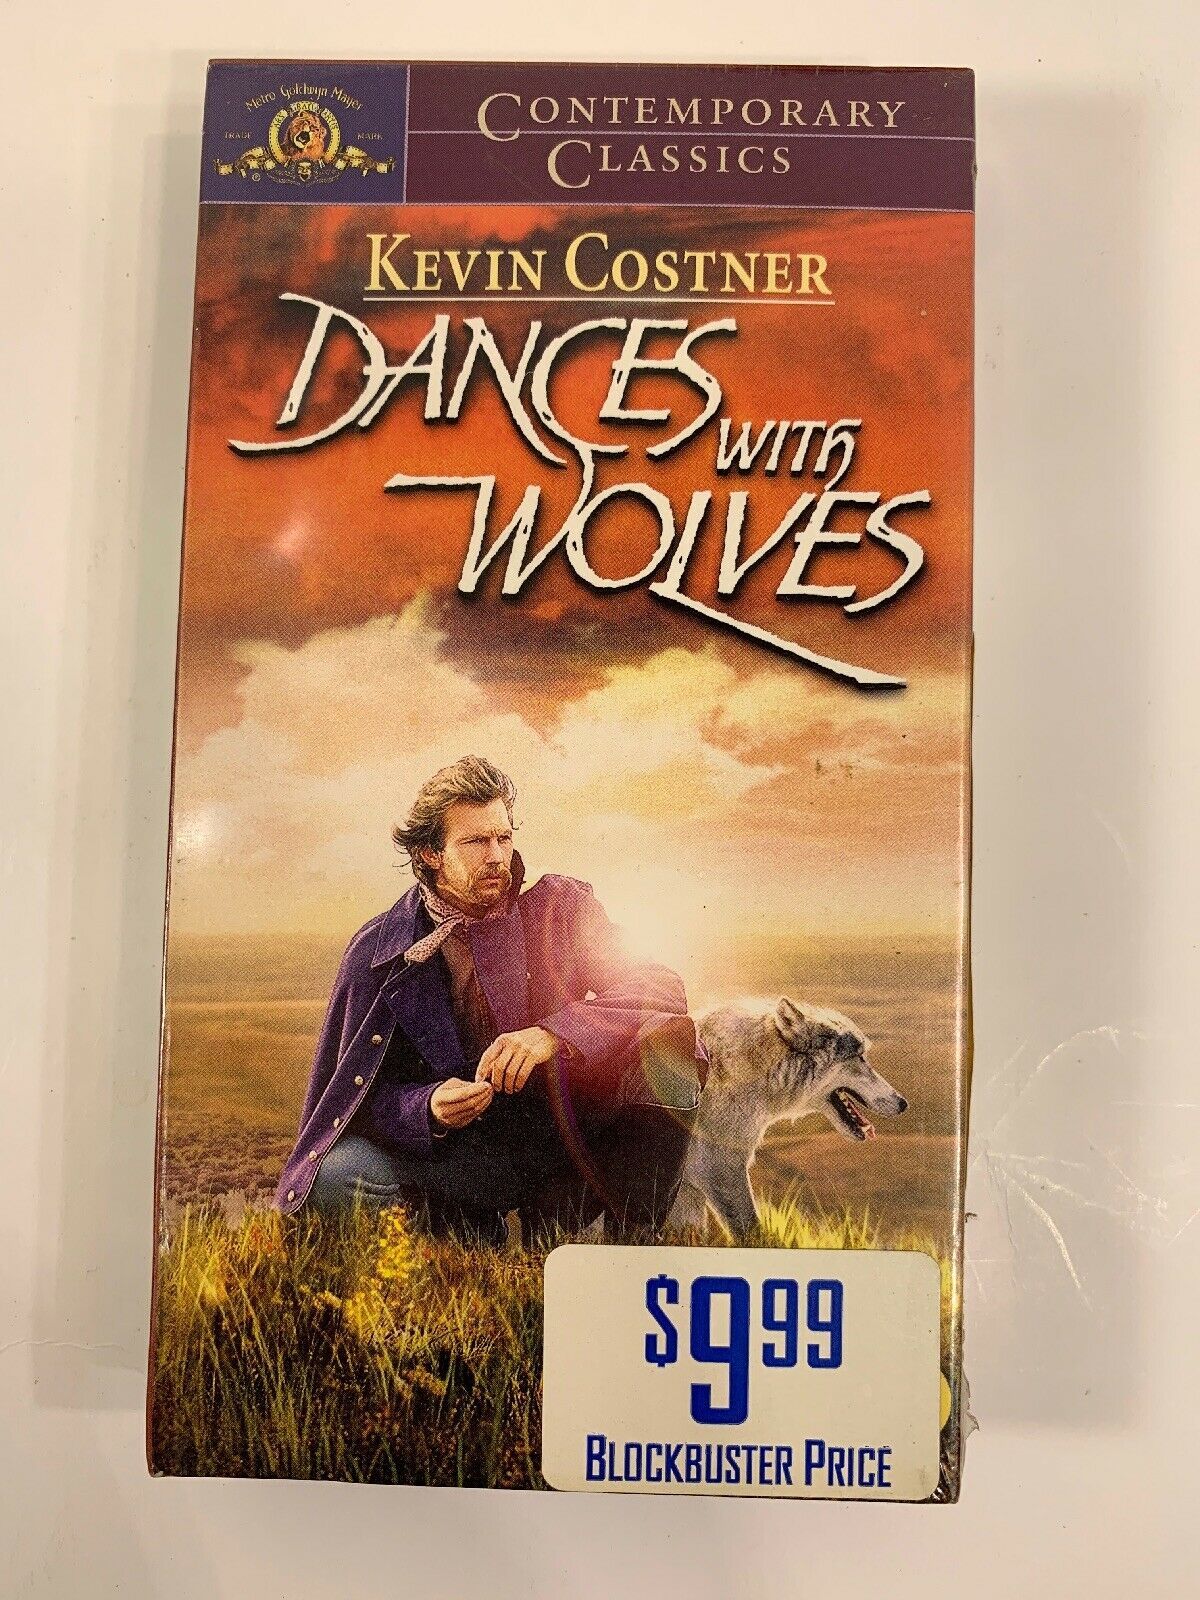 Metro Goldwyn Mayer
TRADE MARK
CONTEMPORARY
CLASSICS
KEVIN COSTNER
DANCES WITH
WOLVES
$9.99
BLOCKBUSTER PRICE